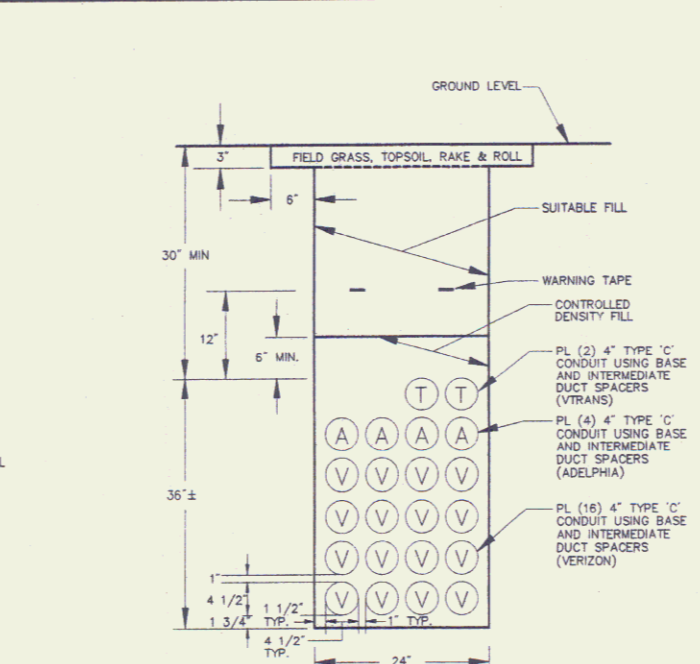 GROUND LEVEL
3"
FIELD GRASS, TOPSOIL, RAKE & ROLL
6"
SUITABLE FILL
30" MIN
WARNING TAPE
CONTROLLED
DENSITY FILL
12"
6" MIN.
PL (2) 4" TYPE 'C'
CONDUIT USING BASE
AND INTERMEDIATE
DUCT SPACERS
(VTRANS)
T T
PL (4) 4" TYPE 'C'
CONDUIT USING BASE
AND INTERMEDIATE
DUCT SPACERS
(ADELPHIA)
A A A A
V V V V
L
36"±
V V V V
PL (16) 4" TYPE 'C'
CONDUIT USING BASE
AND INTERMEDIATE
DUCT SPACERS
(VERIZON)
V V V V
1"
V V V V
4 1/2"
1 1/2"
TYP.
1 3/4"
1" TYP.
4 1/2"
TYP.
24"